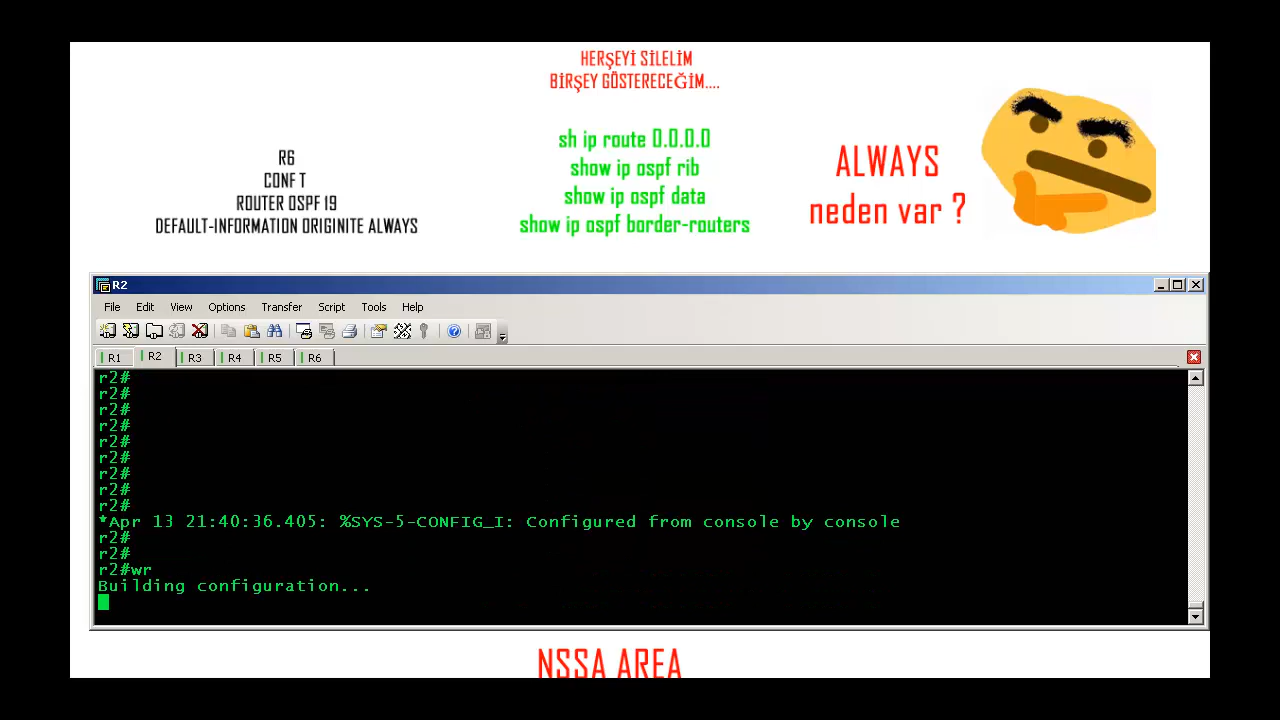 HERŞEYİ SİLELİM
BİRŞEY GÖSTERECEĞİM....
sh ip route 0.0.0.0
show ip ospf rib
show ip ospf data
show ip ospf border-routers
R6
CONF T
ROUTER OSPF 19
DEFAULT-INFORMATION ORIGINITE ALWAYS
ALWAYS
neden var ?
R2
File Edit View Options Transfer Script Tools Help
R1 R2 R3 R4 R5 R6
r2#
r2#
r2#
r2#
r2#
r2#
r2#
r2#
r2#
*Apr 13 21:40:36.405: %SYS-5-CONFIG_I: Configured from console by console
r2#
r2#
r2#wr
Building configuration...
NSSA AREA